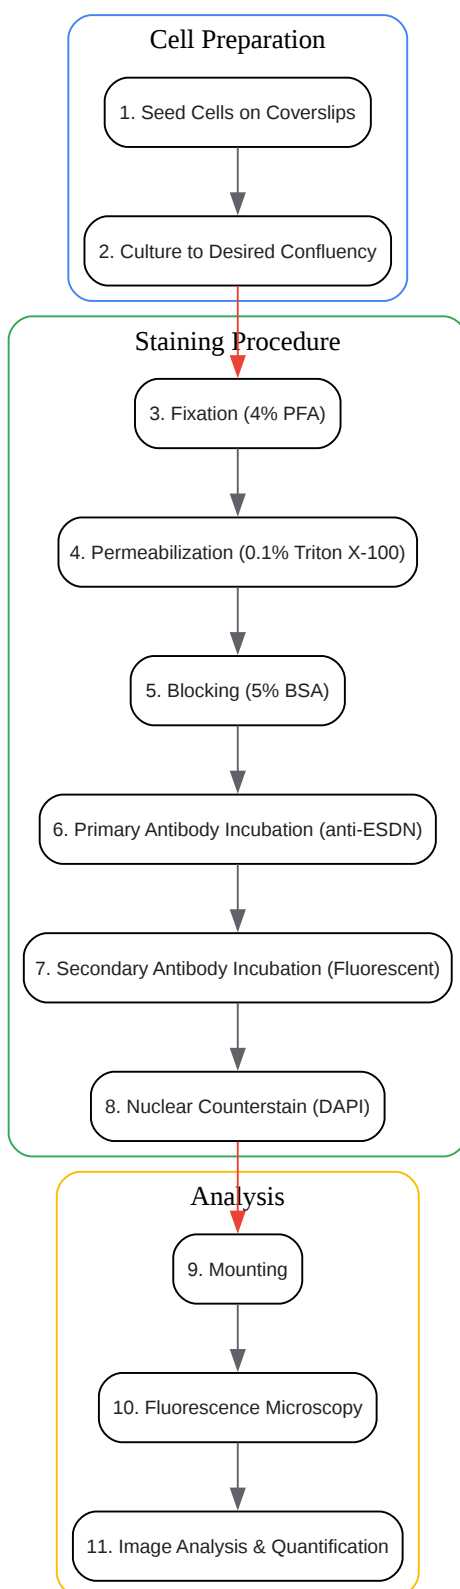 Cell Preparation
1. Seed Cells on Coverslips
2. Culture to Desired Confluency
Staining Procedure
3. Fixation (4% PFA)
4. Permeabilization (0.1% Triton X-100)
5. Blocking (5% BSA)
6. Primary Antibody Incubation (anti-ESDN)
7. Secondary Antibody Incubation (Fluorescent)
8. Nuclear Counterstain (DAPI)
Analysis
9. Mounting
10. Fluorescence Microscopy
11. Image Analysis & Quantification